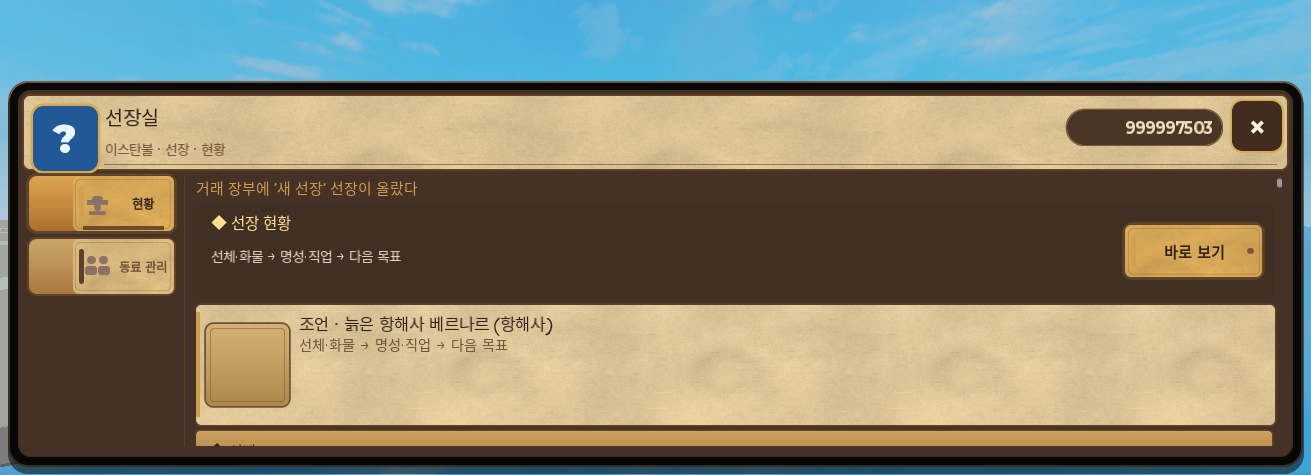 ?
선장실
이스탄불 · 선장 · 현황
999997503
×
현황
동료 관리
거래 장부에 '새 선장' 선장이 올랐다
◆ 선장 현황
선체·화물 → 명성·직업 → 다음 목표
바로 보기
조언 · 늙은 항해사 베르나르 (항해사)
선체·화물 → 명성·직업 → 다음 목표